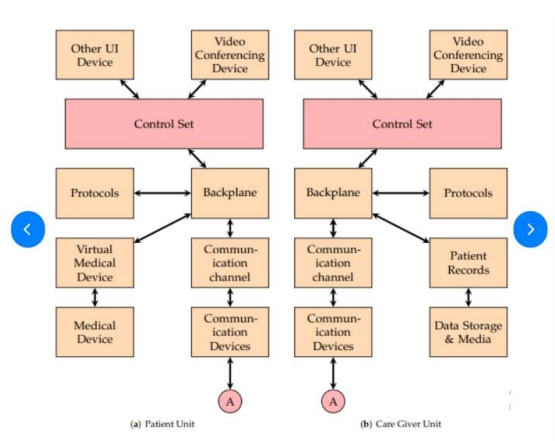 Other UI
Device
Video
Conferencing
Device
Control Set
Protocols
Backplane
Virtual
Medical
Device
Commun-
ication
channel
Medical
Device
Commun-
ication
Devices
A
(a) Patient Unit
Other UI
Device
Video
Conferencing
Device
Control Set
Backplane
Protocols
Commun-
ication
channel
Patient
Records
Commun-
ication
Devices
Data Storage
& Media
A
(b) Care Giver Unit